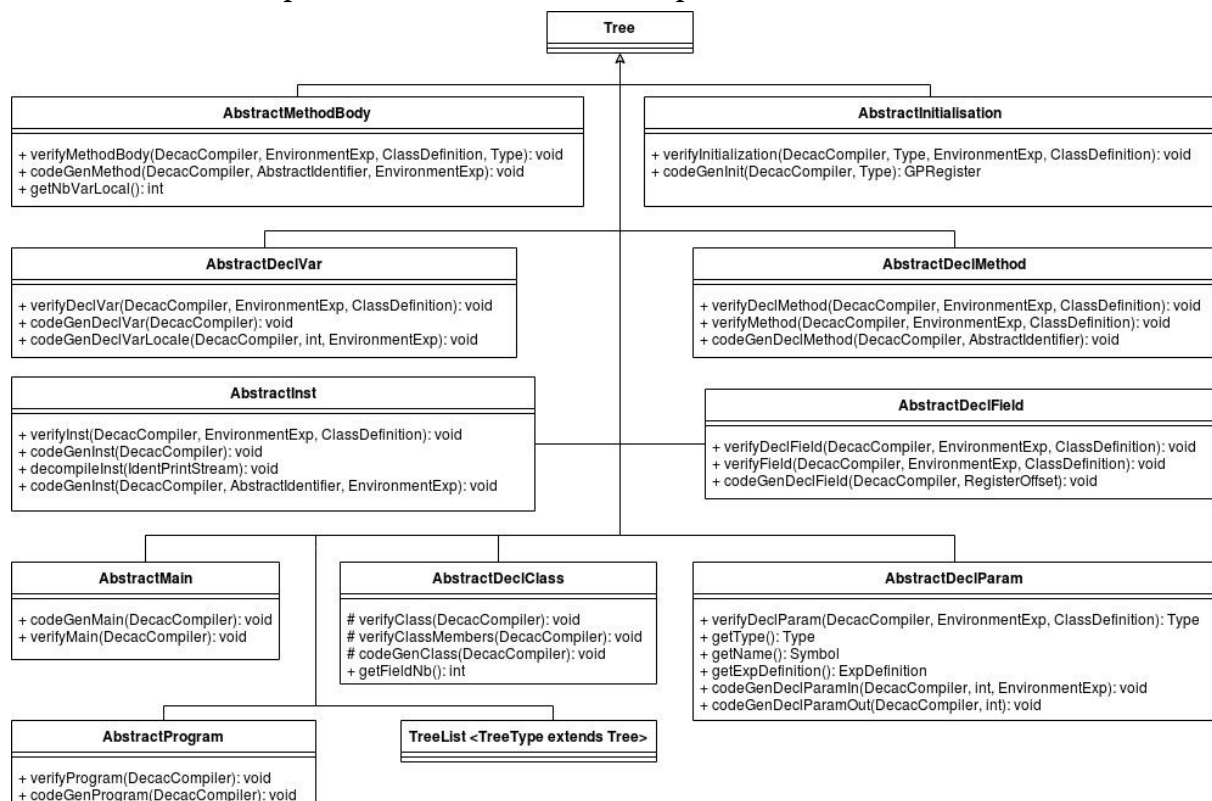 Tree
AbstractMethodBody
+ verifyMethodBody(DecacCompiler, EnvironmentExp, ClassDefinition, Type): void
+ codeGenMethod(DecacCompiler, AbstractIdentifier, EnvironmentExp): void
+ getNbVarLocal(): int
AbstractInitialisation
+ verifyInitialization(DecacCompiler, Type, EnvironmentExp, ClassDefinition): void
+ codeGenInit(DecacCompiler, Type): GPRegister
AbstractDeclVar
+ verifyDeclVar(DecacCompiler, EnvironmentExp, ClassDefinition): void
+ codeGenDeclVar(DecacCompiler): void
+ codeGenDeclVarLocale(DecacCompiler, int, EnvironmentExp): void
AbstractDeclMethod
+ verifyDeclMethod(DecacCompiler, EnvironmentExp, ClassDefinition): void
+ verifyMethod(DecacCompiler, EnvironmentExp, ClassDefinition): void
+ codeGenDeclMethod(DecacCompiler, AbstractIdentifier): void
AbstractInst
+ verifyInst(DecacCompiler, EnvironmentExp, ClassDefinition): void
+ codeGenInst(DecacCompiler): void
+ decompileInst(IdentPrintStream): void
+ codeGenInst(DecacCompiler, AbstractIdentifier, EnvironmentExp): void
AbstractDeclField
+ verifyDeclField(DecacCompiler, EnvironmentExp, ClassDefinition): void
+ verifyField(DecacCompiler, EnvironmentExp, ClassDefinition): void
+ codeGenDeclField(DecacCompiler, RegisterOffset): void
AbstractMain
+ codeGenMain(DecacCompiler): void
+ verifyMain(DecacCompiler): void
AbstractDeclClass
# verifyClass(DecacCompiler): void
# verifyClassMembers(DecacCompiler): void
# codeGenClass(DecacCompiler): void
+ getFieldNb(): int
AbstractDeclParam
+ verifyDeclParam(DecacCompiler, EnvironmentExp, ClassDefinition): Type
+ getType(): Type
+ getName(): Symbol
+ getExpDefinition(): ExpDefinition
+ codeGenDeclParamIn(DecacCompiler, int, EnvironmentExp): void
+ codeGenDeclParamOut(DecacCompiler, int): void
AbstractProgram
+ verifyProgram(DecacCompiler): void
+ codeGenProgram(DecacCompiler): void
TreeList <TreeType extends Tree>